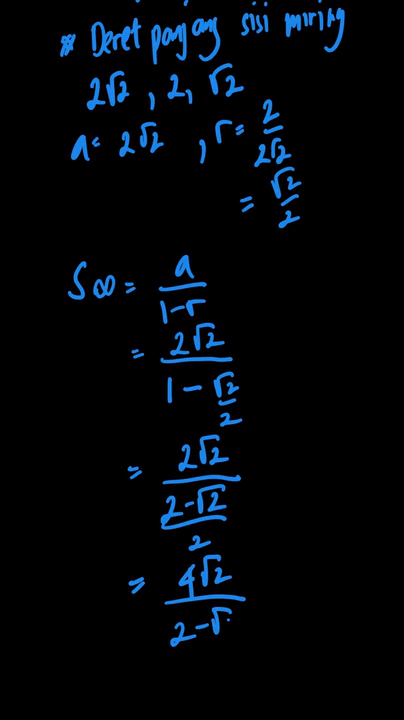 * Deret panjang sisi miring
2√2 , 2, √2
a = 2√2 , r = 2/2√2
= √2/2
S∞ = a/1-r
= 2√2/1 - √2/2
= 2√2/2-√2/2
= 4√2/2-√